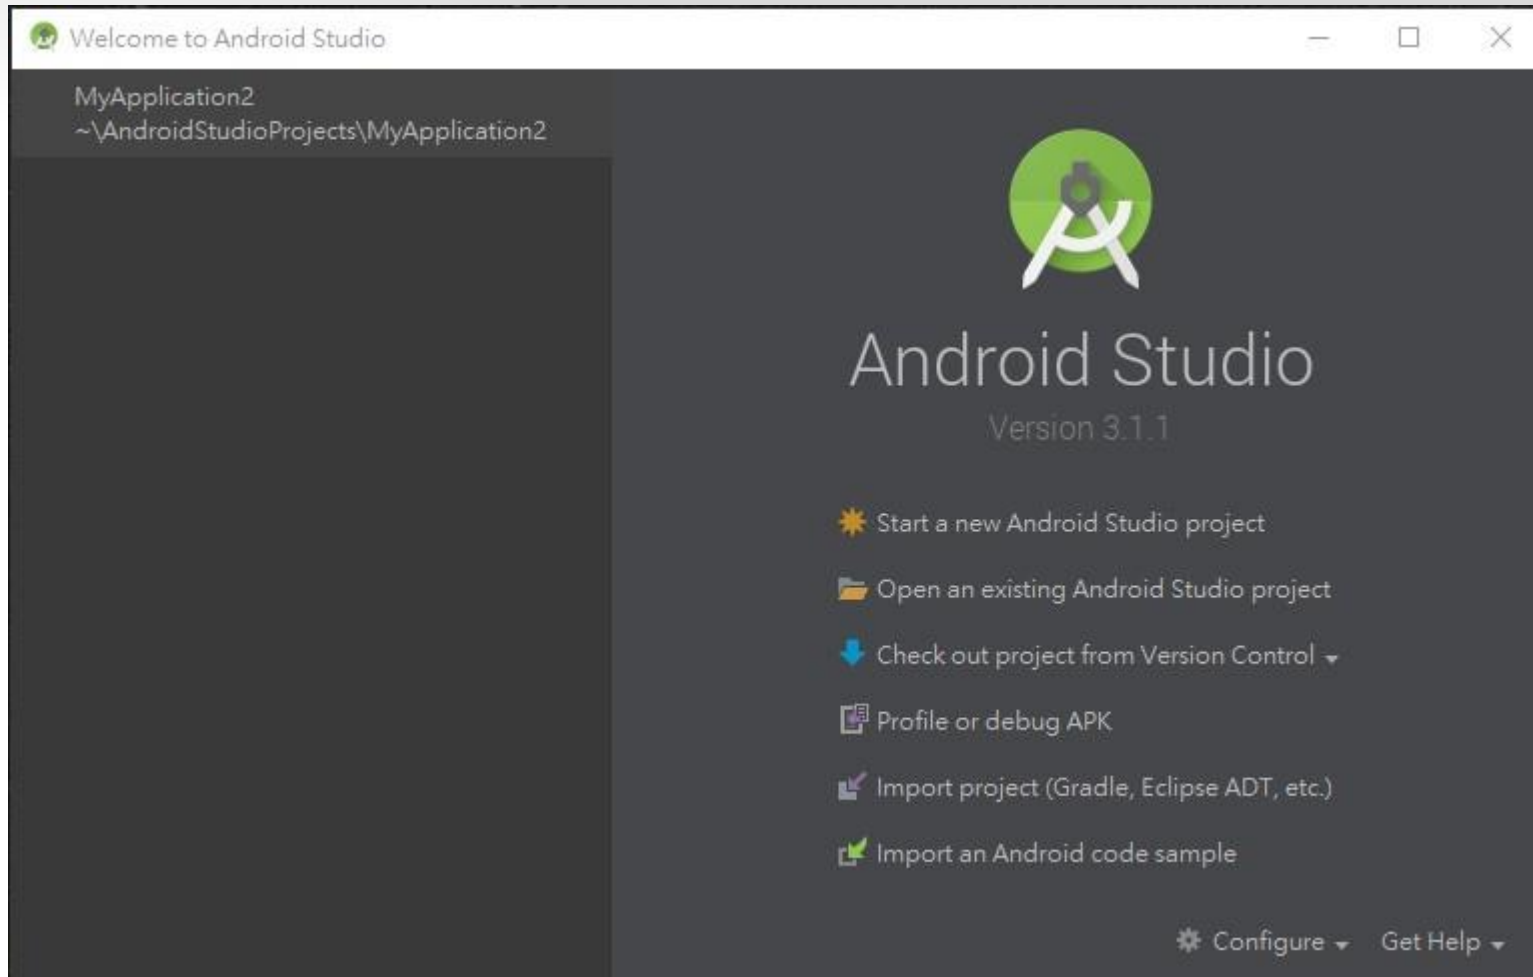 Welcome to Android Studio
MyApplication2
~\AndroidStudioProjects\MyApplication2
Android Studio
Version 3.1.1
Start a new Android Studio project
Open an existing Android Studio project
Check out project from Version Control
Profile or debug APK
Import project (Gradle, Eclipse ADT, etc.)
Import an Android code sample
Configure Get Help